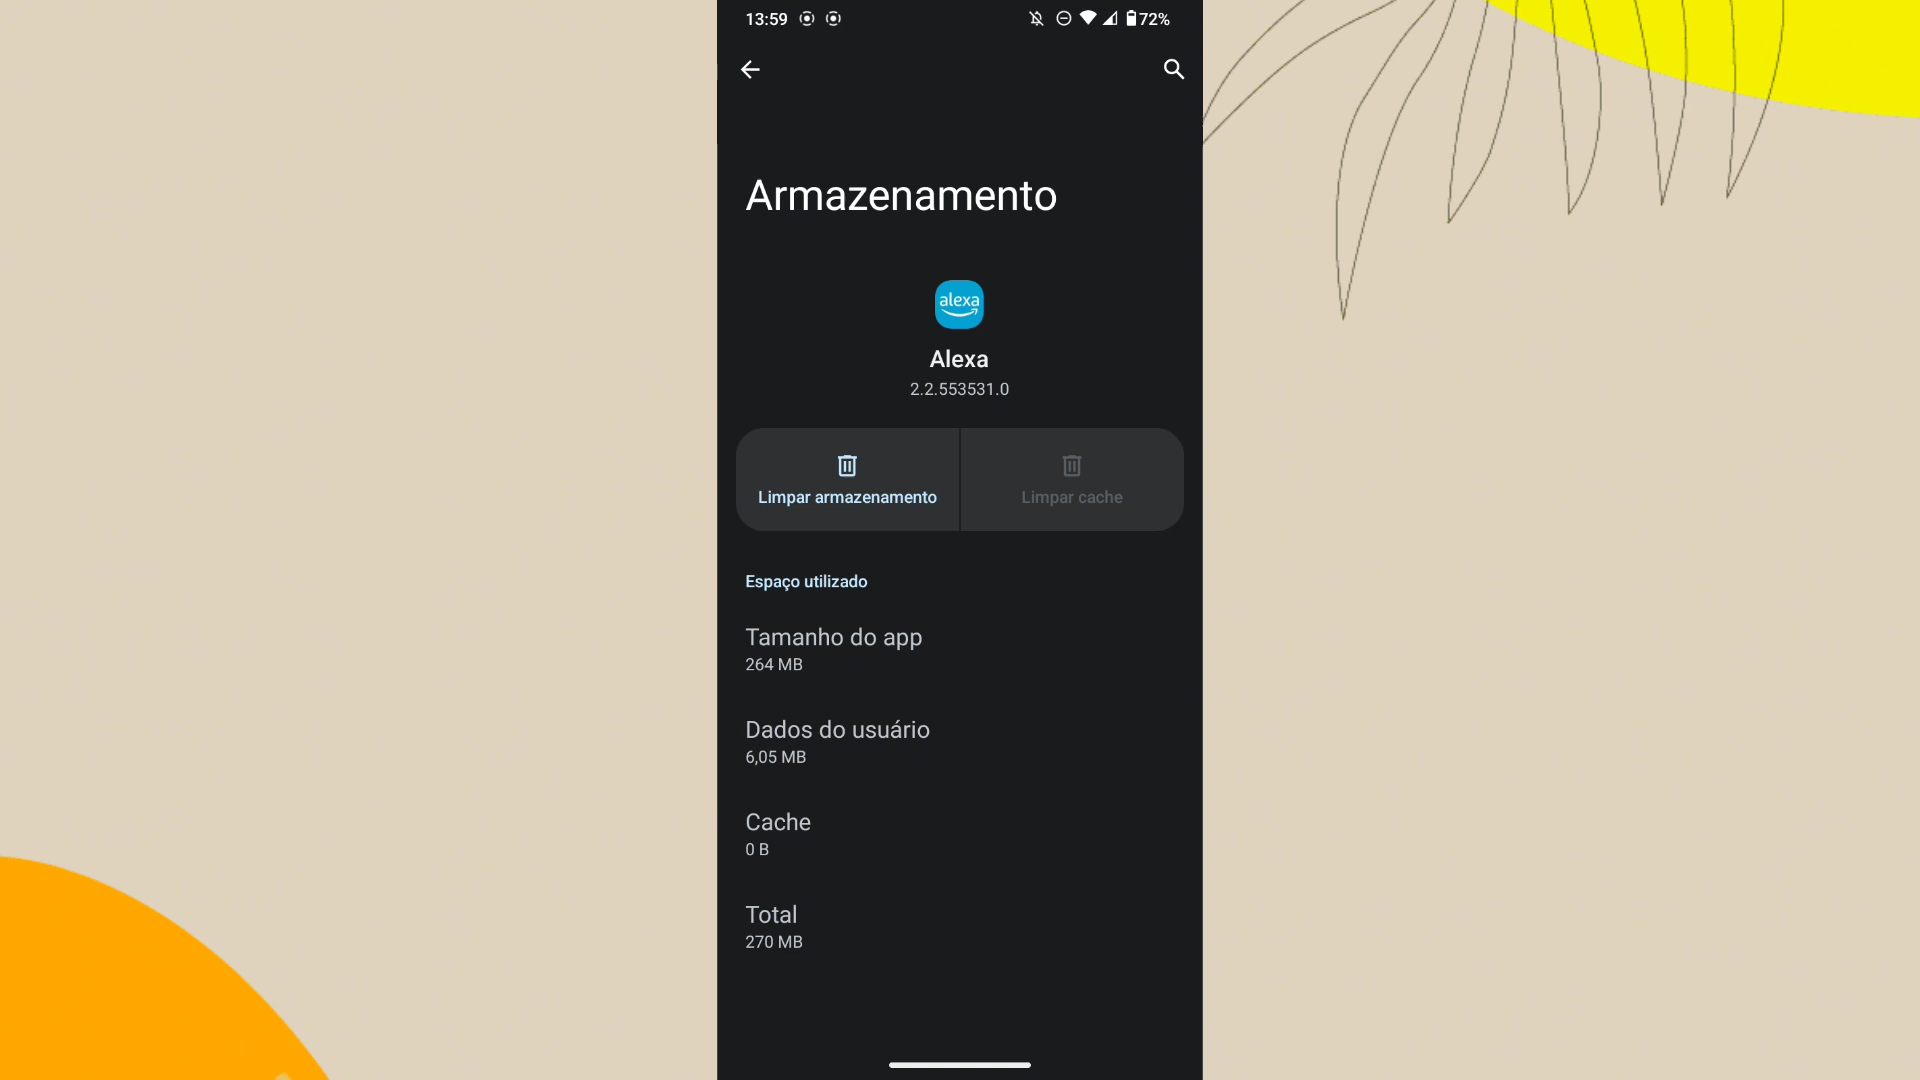 13:59
72%
Armazenamento
alexa
Alexa
2.2.553531.0
Limpar armazenamento
Limpar cache
Espaço utilizado
Tamanho do app
264 MB
Dados do usuário
6,05 MB
Cache
0 B
Total
270 MB